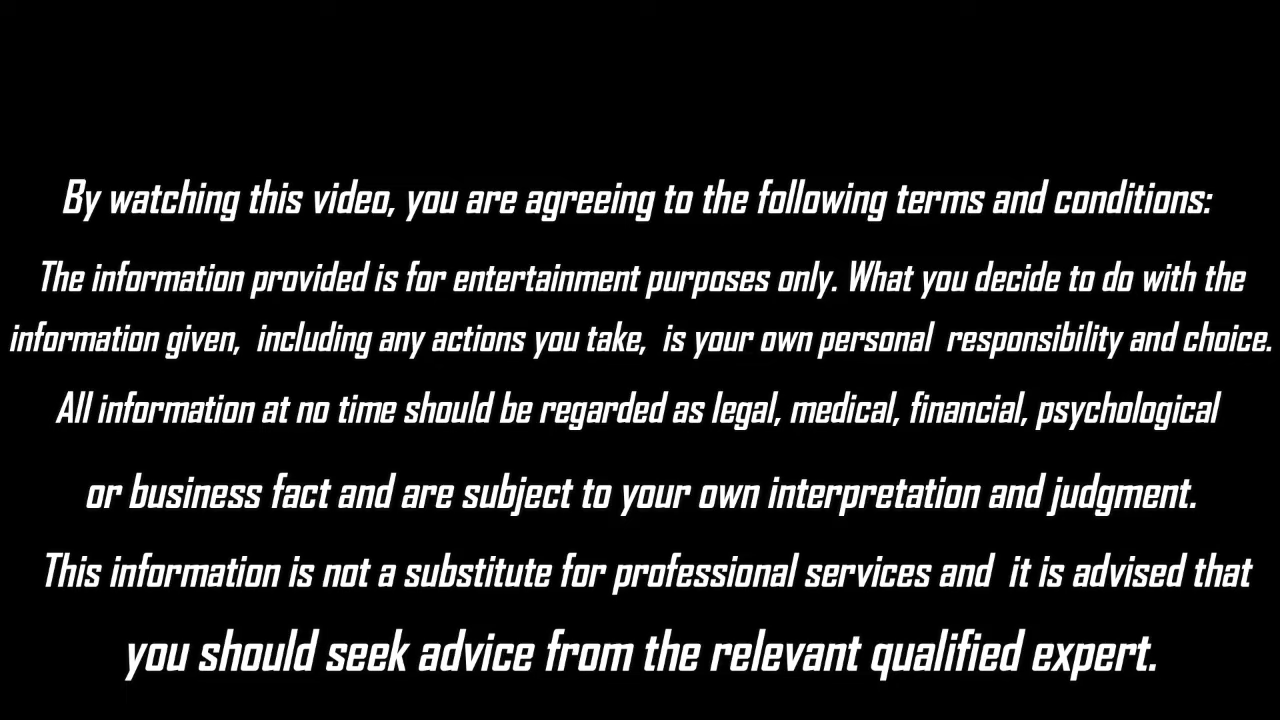 By watching this video, you are agreeing to the following terms and conditions:
The information provided is for entertainment purposes only. What you decide to do with the
information given, including any actions you take, is your own personal responsibility and choice.
All information at no time should be regarded as legal, medical, financial, psychological
or business fact and are subject to your own interpretation and judgment.
This information is not a substitute for professional services and it is advised that
you should seek advice from the relevant qualified expert.